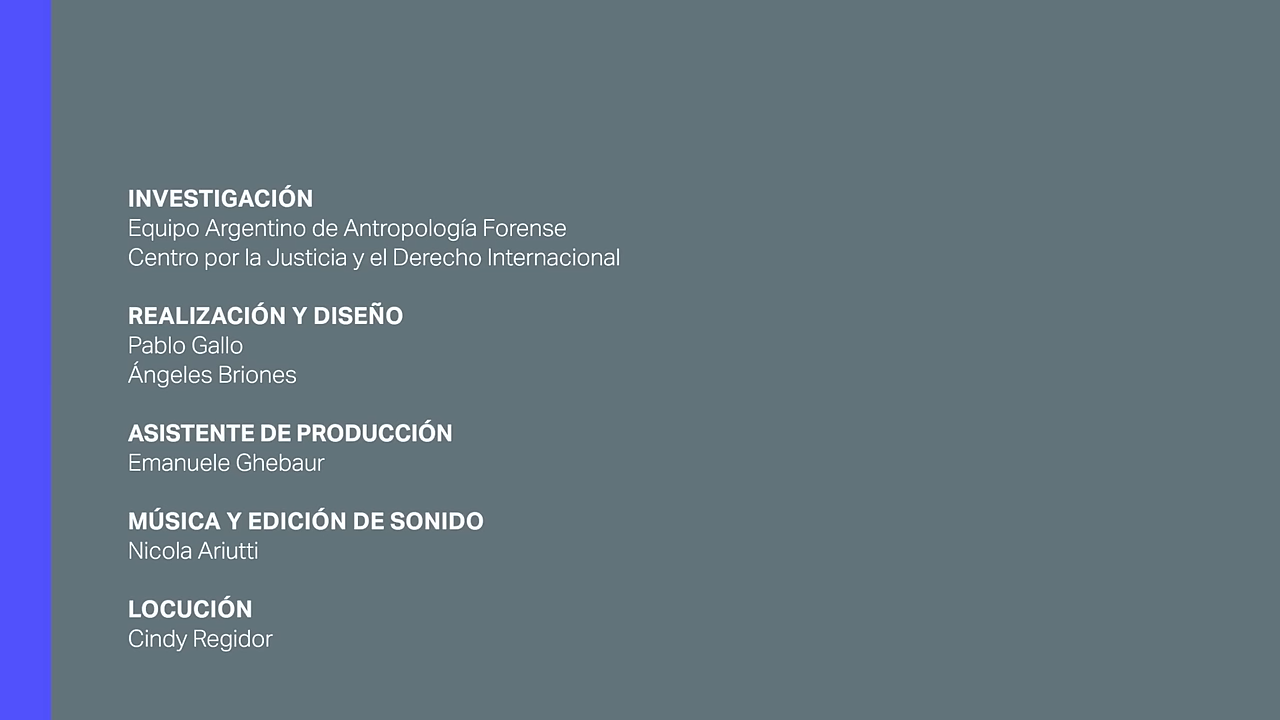 INVESTIGACIÓN
Equipo Argentino de Antropología Forense
Centro por la Justicia y el Derecho Internacional
REALIZACIÓN Y DISEÑO
Pablo Gallo
Ángeles Briones
ASISTENTE DE PRODUCCIÓN
Emanuele Ghebaur
MÚSICA Y EDICIÓN DE SONIDO
Nicola Ariutti
LOCUCIÓN
Cindy Regidor